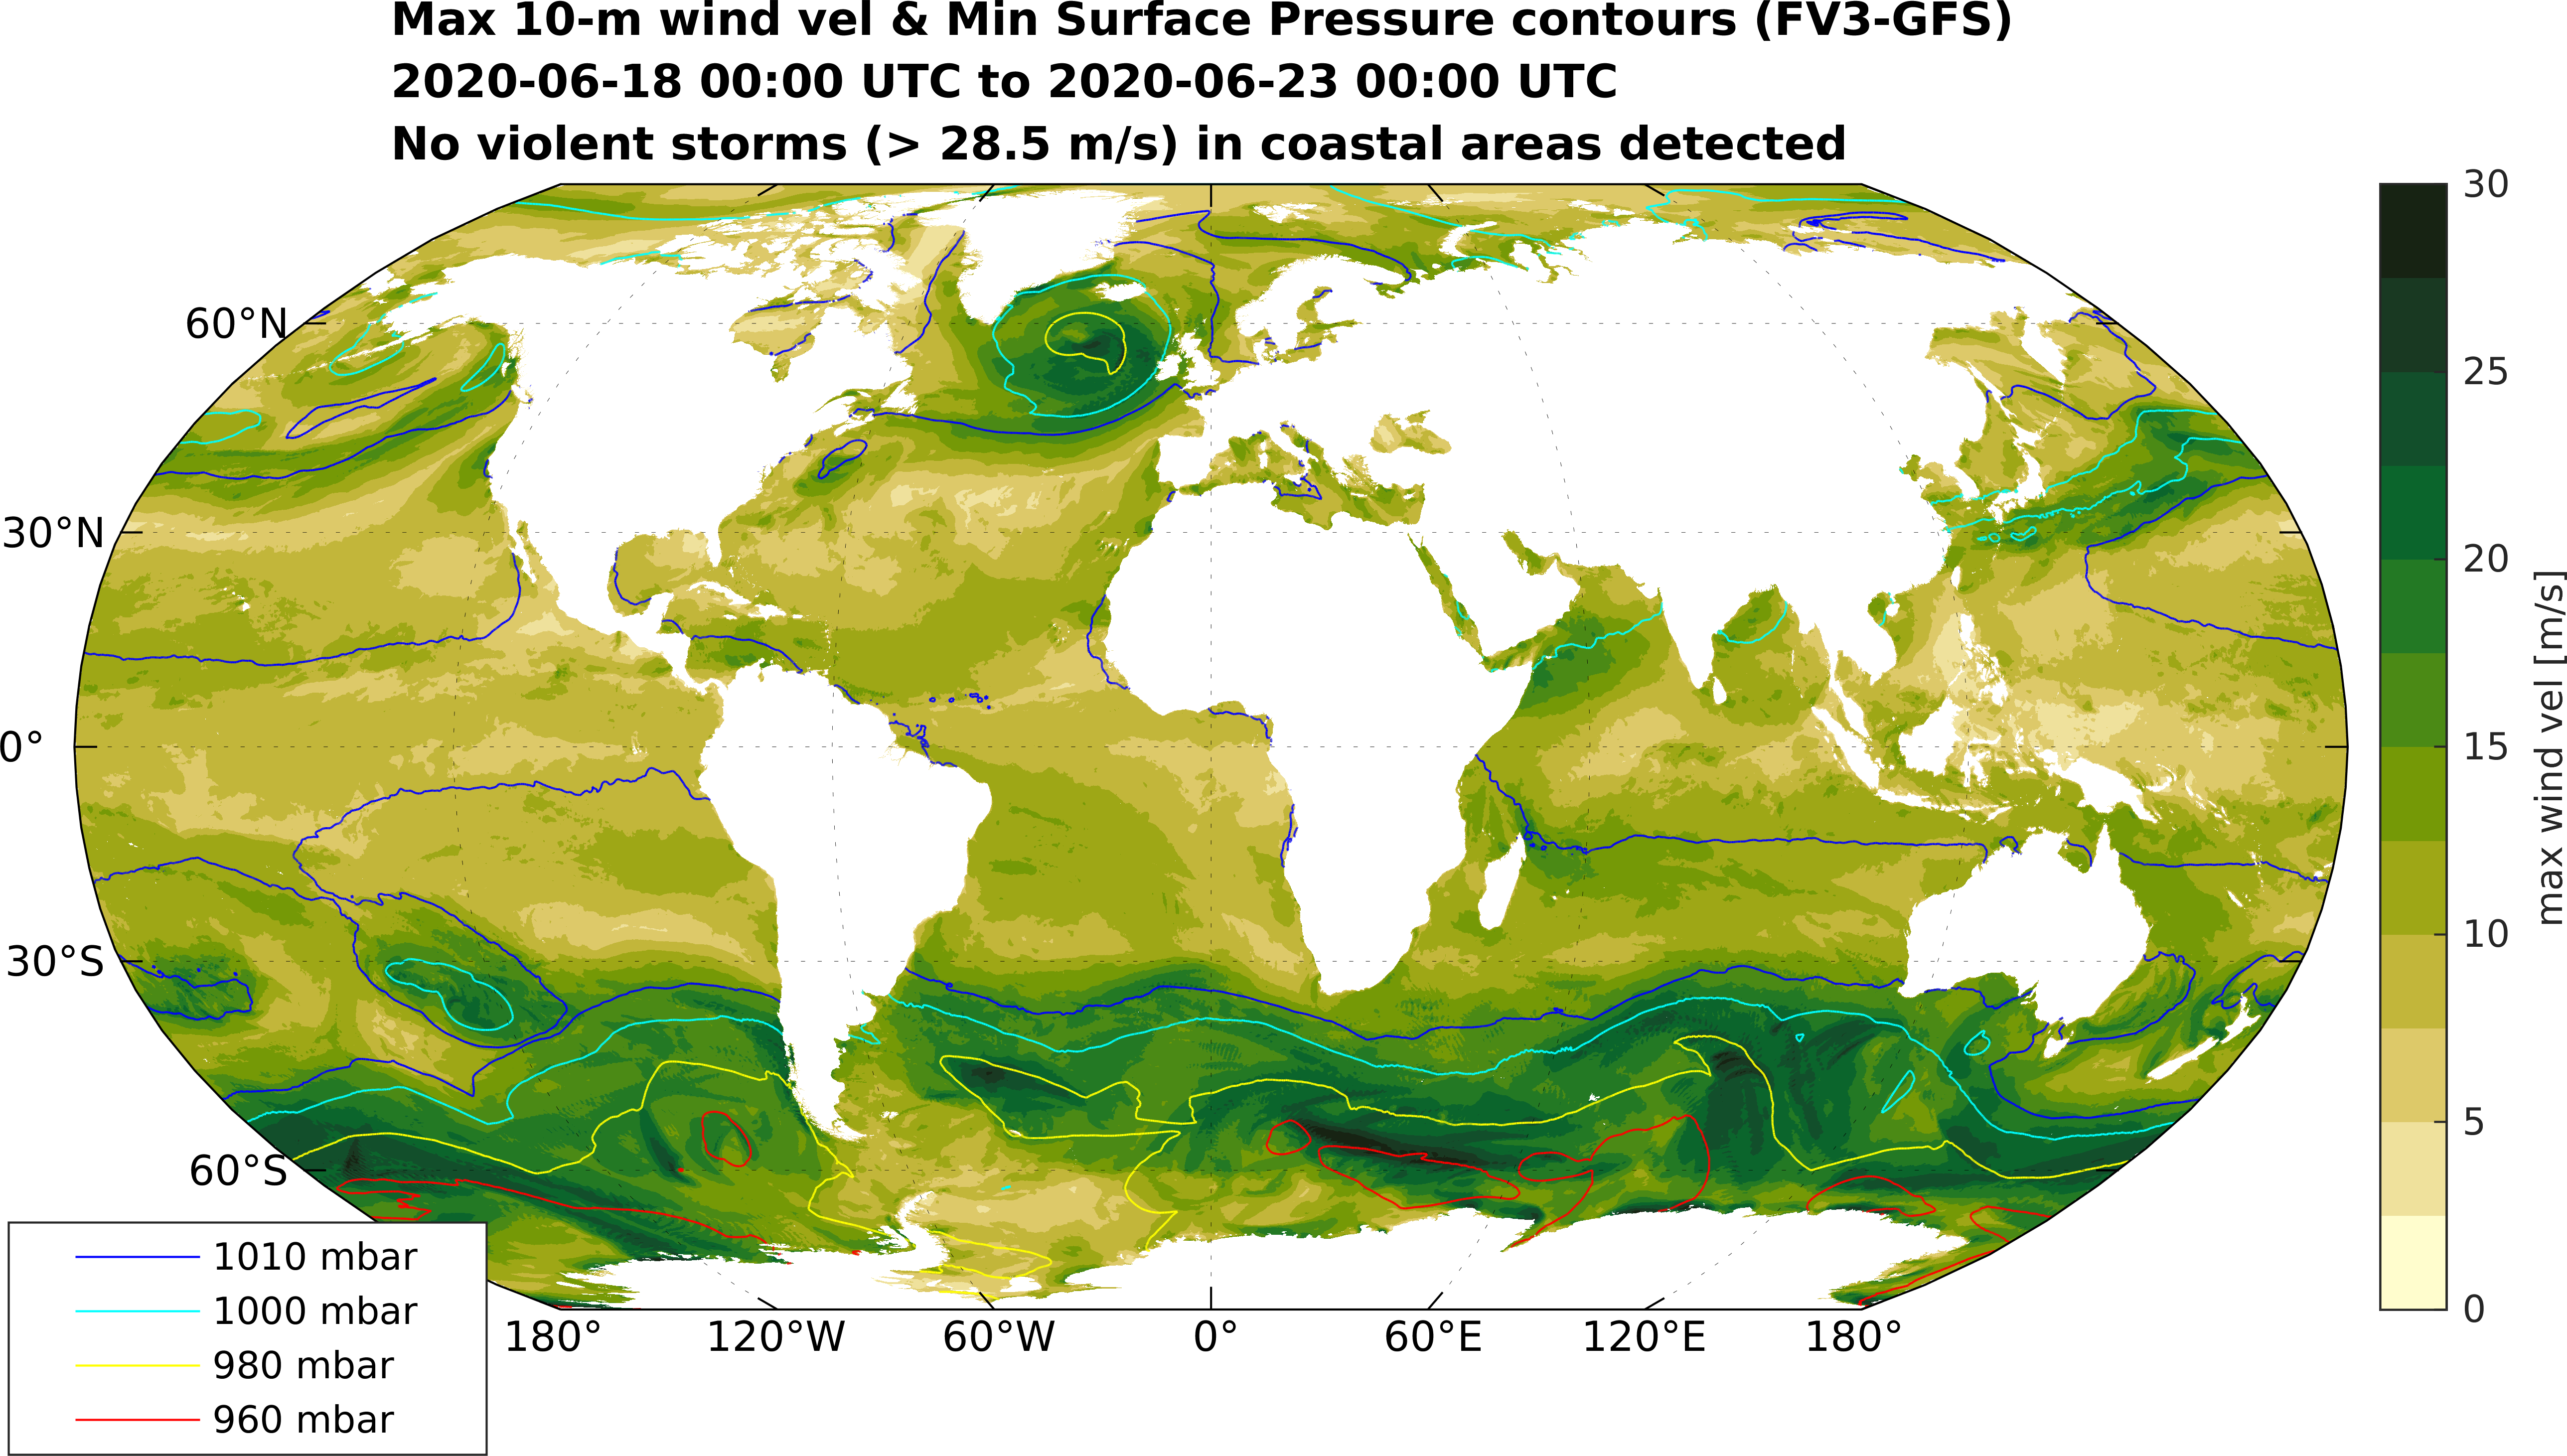 Max 10-m wind vel & Min Surface Pressure contours (FV3-GFS)
2020-06-18 00:00 UTC to 2020-06-23 00:00 UTC
No violent storms (> 28.5 m/s) in coastal areas detected
60°N
30°N
0°
30°S
60°S
180°
120°W
60°W
0°
60°E
120°E
180°
1010 mbar
1000 mbar
980 mbar
960 mbar
30
25
20
15
10
5
0
max wind vel [m/s]